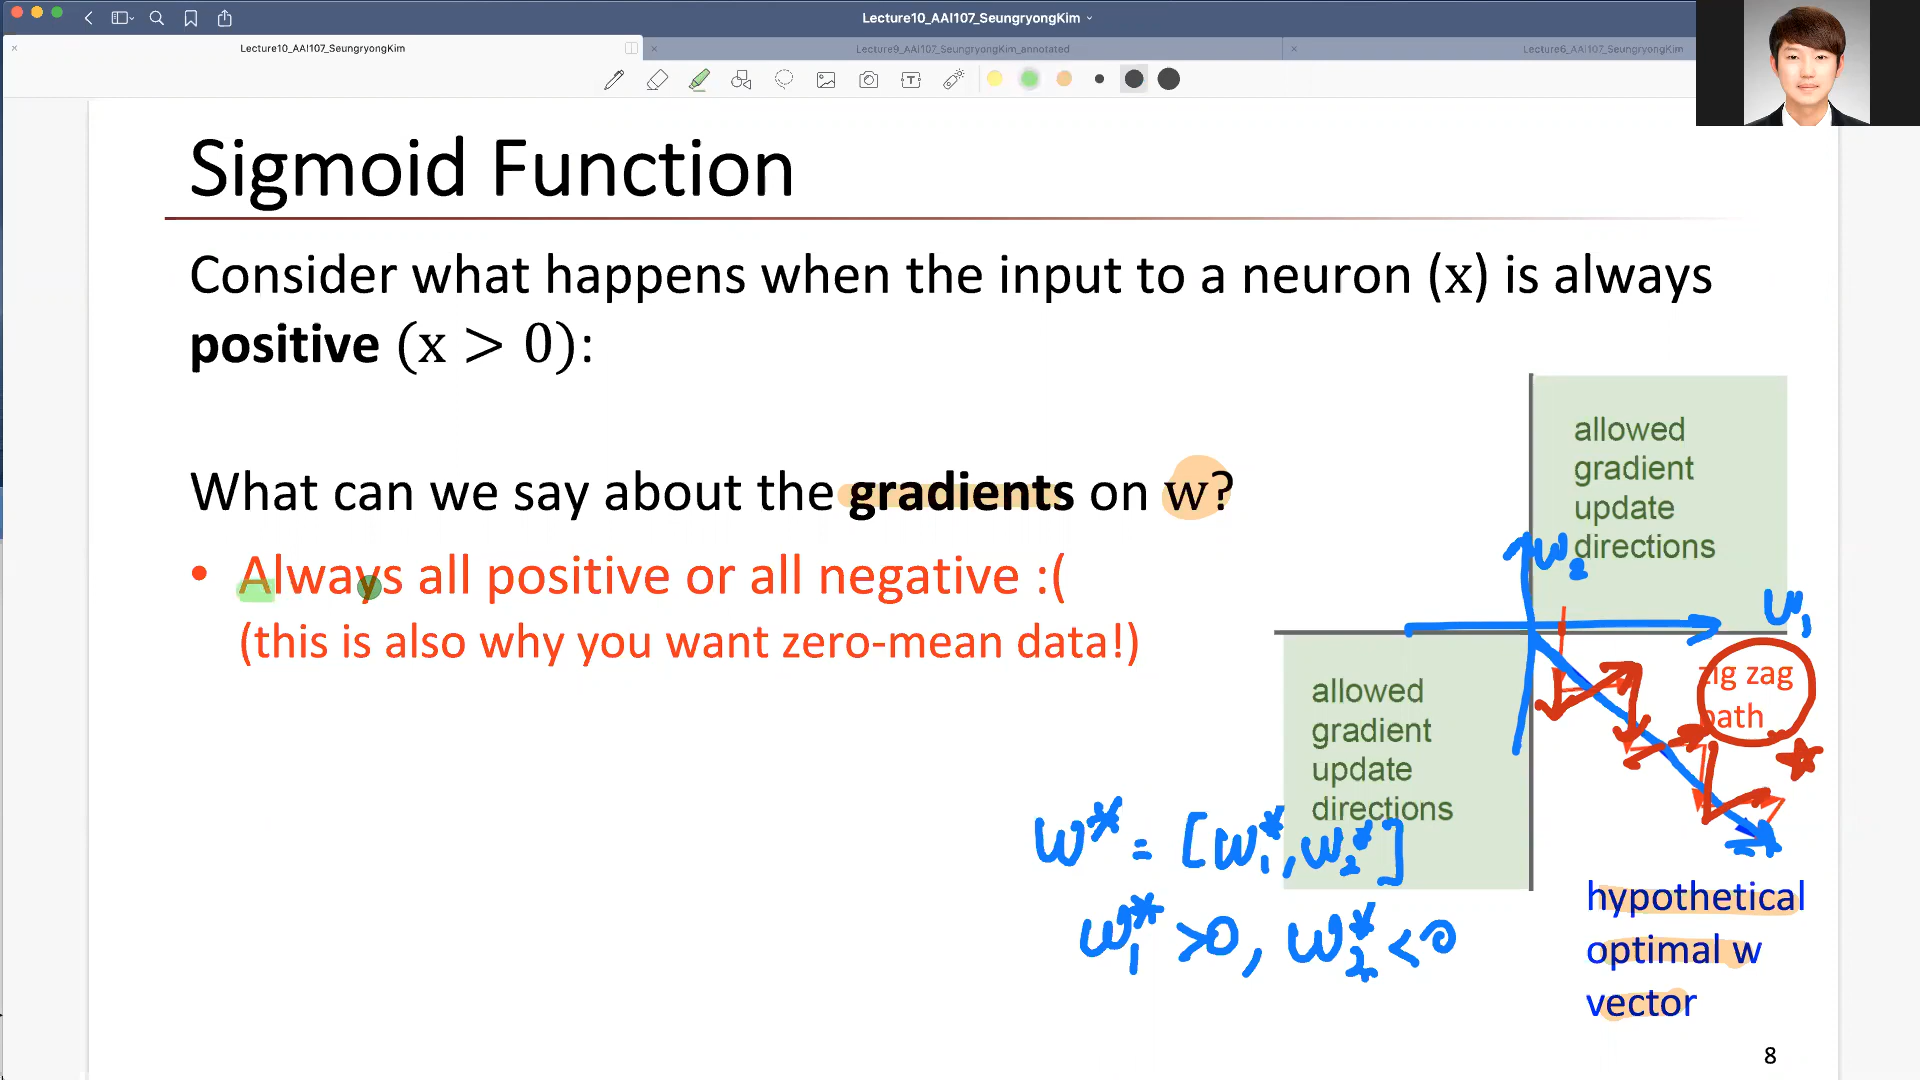 Lecture10_AAI107_SeungryongKim
Lecture10_AAI107_SeungryongKim
Lecture9_AAI107_SeungryongKim_annotated
Lecture6_AAI107_SeungryongKim
Sigmoid Function
Consider what happens when the input to a neuron (x) is always
positive (x > 0):
What can we say about the gradients on w?
• Always all positive or all negative :(
(this is also why you want zero-mean data!)
allowed
gradient
update
directions
w₂
w₁
zig zag
path
allowed
gradient
update
directions
w* = [w₁*, w₂*]
w₁* >0, w₂* <0
hypothetical
optimal w
vector
8